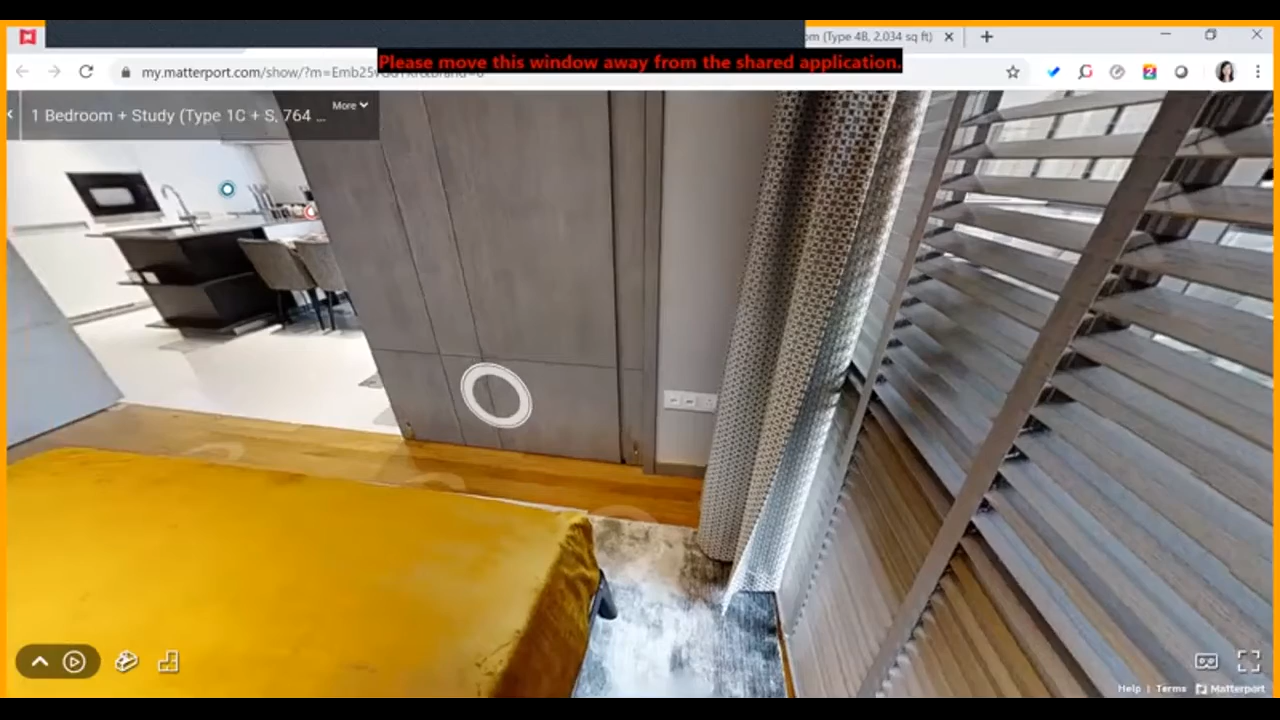 om (Type 4B, 2,034 sq ft)
Please move this window away from the shared application.
my.matterport.com/show/?m=Emb25
1 Bedroom + Study (Type 1C + S, 764 ...
More
Help | Terms
Matterport